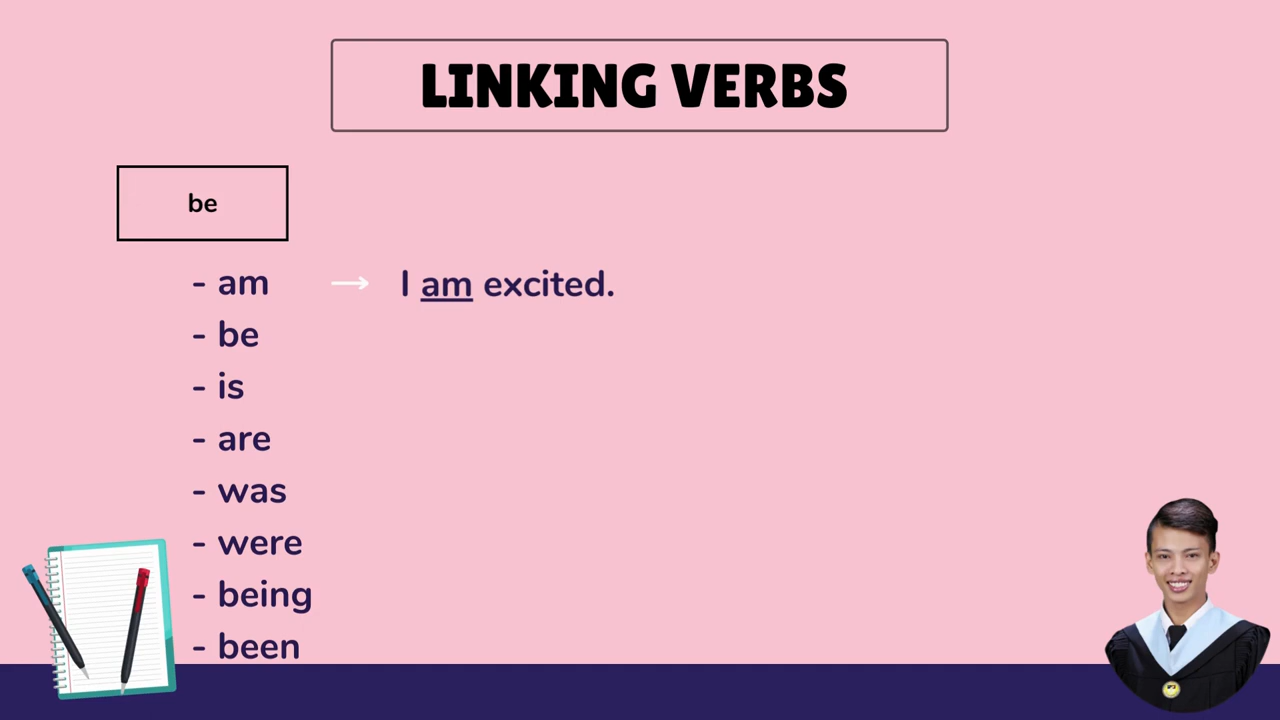 LINKING VERBS
be
- am → I am excited.
- be
- is
- are
- was
- were
- being
- been